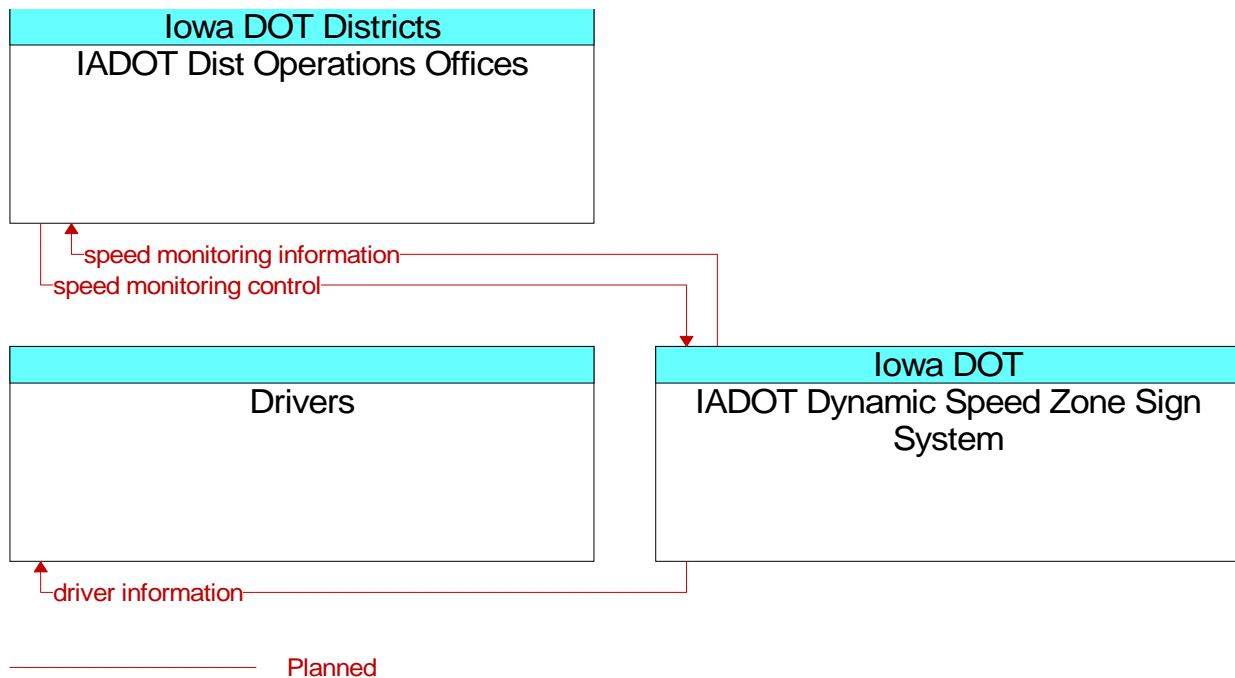 Iowa DOT Districts
IADOT Dist Operations Offices
speed monitoring information
speed monitoring control
Drivers
Iowa DOT
IADOT Dynamic Speed Zone Sign
System
driver information
Planned